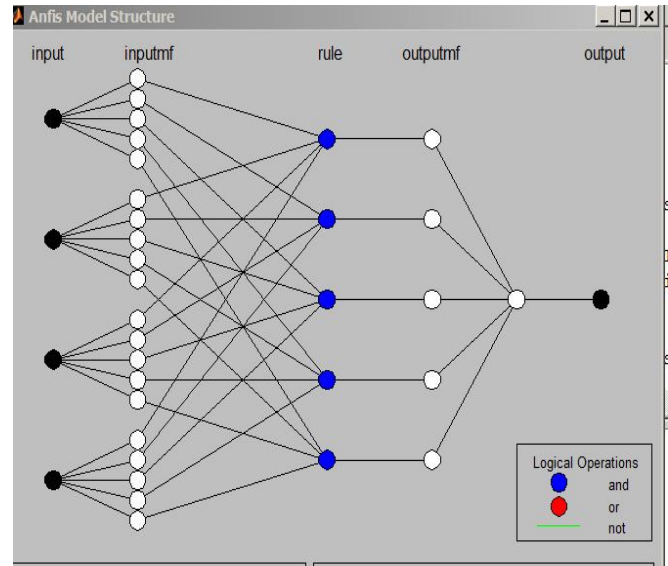 Anfis Model Structure
input inputmf rule outputmf output
Logical Operations
and
or
not